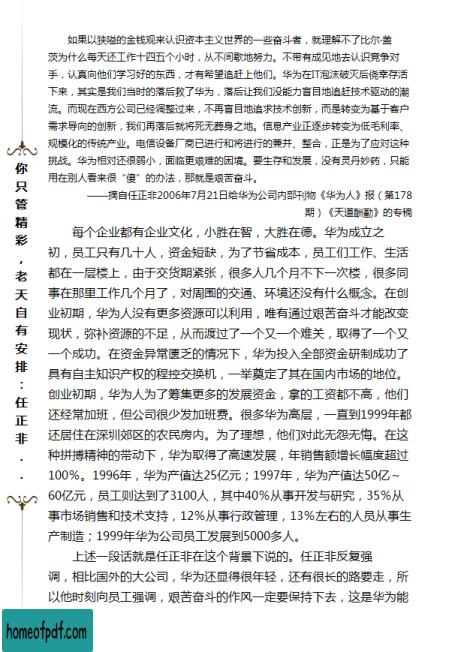 如果以狭隘的金钱观来认识资本主义世界的一些奋斗者，就理解不了比尔·盖
茨为什么每天还工作十四五个小时，从不间歇地努力。不带有成见地去认识竞争对
手，认真向他们学习好的东西，才有希望追赶上他们。华为在IT泡沫破灭后侥幸存活
下来，其实是我们当时的落后救了华为，落后让我们没能力盲目地追赶技术驱动的潮
流。而现在西方公司已经调整过来，不再盲目地追求技术创新，而是转变为基于客户
需求导向的创新，我们再落后就将死无葬身之地。信息产业正逐步转变为低毛利率、
规模化的传统产业。电信设备厂商已进行和将进行的兼并、整合，正是为了应对这种
挑战。华为相对还很弱小，面临更艰难的困境。要生存和发展，没有灵丹妙药，只能
用在别人看来很“傻”的办法，那就是艰苦奋斗。
——摘自任正非2006年7月21日给华为公司内部刊物《华为人》报（第178
期）《天道酬勤》的专稿
每个企业都有企业文化，小胜在智，大胜在德。华为成立之
初，员工只有几十人，资金短缺，为了节省成本，员工们工作、生活
都在一层楼上，由于交货期紧张，很多人几个月不下一次楼，很多同
事在那里工作几个月了，对周围的交通、环境还没有什么概念。在创
业初期，华为人没有更多资源可以利用，唯有通过艰苦奋斗才能改变
现状，弥补资源的不足，从而渡过了一个又一个难关，取得了一个又
一个成功。在资金异常匮乏的情况下，华为投入全部资金研制成功了
具有自主知识产权的程控交换机，一举奠定了其在国内市场的地位。
创业初期，华为人为了筹集更多的发展资金，拿的工资都不高，他们
还经常加班，但公司很少发加班费。很多华为高层，一直到1999年都
还居住在深圳郊区的农民房内。为了理想，他们对此无怨无悔。在这
种拼搏精神的带动下，华为取得了高速发展，年销售额增长幅度超过
100%。1996年，华为产值达25亿元；1997年，华为产值达50亿～
60亿元，员工则达到了3100人，其中40%从事开发与研究，35%从
事市场销售和技术支持，12%从事行政管理，13%左右的人员从事生
产制造；1999年华为公司员工发展到5000多人。
上述一段话就是任正非在这个背景下说的。任正非反复强
调，相比国外的大公司，华为还显得很年轻，还有很长的路要走，所
以他时刻向员工强调，艰苦奋斗的作风一定要保持下去，这是华为能
你只管精彩，老天自有安排：任正非..
homeofpdf.com